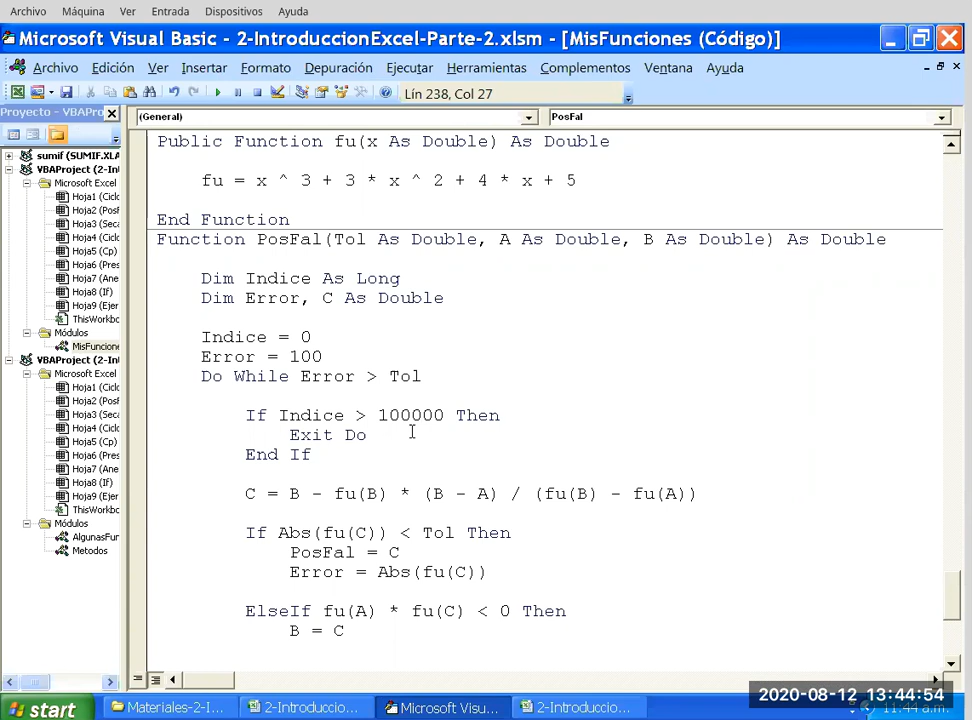 Archivo Máquina Ver Entrada Dispositivos Ayuda
Microsoft Visual Basic - 2-IntroduccionExcel-Parte-2.xlsm - [MisFunciones (Código)]
Archivo Edición Ver Insertar Formato Depuración Ejecutar Herramientas Complementos Ventana Ayuda
Lín 238, Col 27
Proyecto - VBAPro
(General) PosFal
sumif (SUMIF.XLA
VBAProject (2-Int
Microsoft Excel
Hoja1 (Ciclo
Hoja2 (PosF
Hoja3 (Seca
Hoja4 (Cicl
Hoja5 (Cp)
Hoja6 (Pres
Hoja7 (Ane
Hoja8 (If)
Hoja9 (Ejer
ThisWorkbo
Módulos
MisFuncione
VBAProject (2-Int
Microsoft Excel
Hoja1 (Ciclo
Hoja2 (PosF
Hoja3 (Seca
Hoja4 (Cicl
Hoja5 (Cp)
Hoja6 (Pres
Hoja7 (Ane
Hoja8 (If)
Hoja9 (Ejer
ThisWorkbo
Módulos
AlgunasFun
Metodos
Public Function fu(x As Double) As Double
fu = x ^ 3 + 3 * x ^ 2 + 4 * x + 5
End Function
Function PosFal(Tol As Double, A As Double, B As Double) As Double
Dim Indice As Long
Dim Error, C As Double
Indice = 0
Error = 100
Do While Error > Tol
If Indice > 100000 Then
Exit Do
End If
C = B - fu(B) * (B - A) / (fu(B) - fu(A))
If Abs(fu(C)) < Tol Then
PosFal = C
Error = Abs(fu(C))
ElseIf fu(A) * fu(C) < 0 Then
B = C
start Materiales-2-I... 2-Introduccio... Microsoft Visu... 2-Introduccio...
2020-08-12 13:44:54
11:44 a.m.